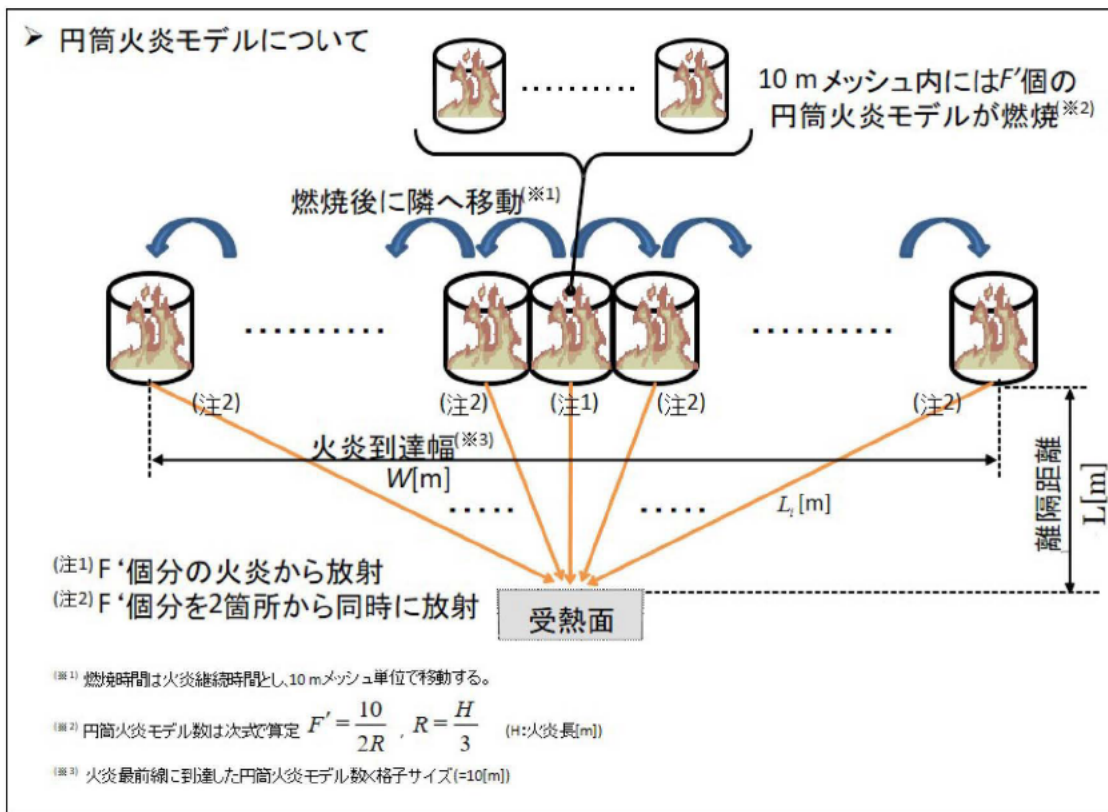 ➢ 円筒火炎モデルについて
10 mメッシュ内にはF'個の
円筒火炎モデルが燃焼(※2)
燃焼後に隣へ移動(※1)
(注2) (注2) (注1) (注2) (注2)
火炎到達幅(※3)
W[m]
L_i [m]
離隔距離
L[m]
(注1) F‘個分の火炎から放射
(注2) F‘個分を2箇所から同時に放射
受熱面
(※1) 燃焼時間は火炎継続時間とし、10 mメッシュ単位で移動する。
(※2) 円筒火炎モデル数は次式で算定 F' = 10/2R , R = H/3 (H:火炎長[m])
(※3) 火炎最前線に到達した円筒火炎モデル数×格子サイズ(=10[m])